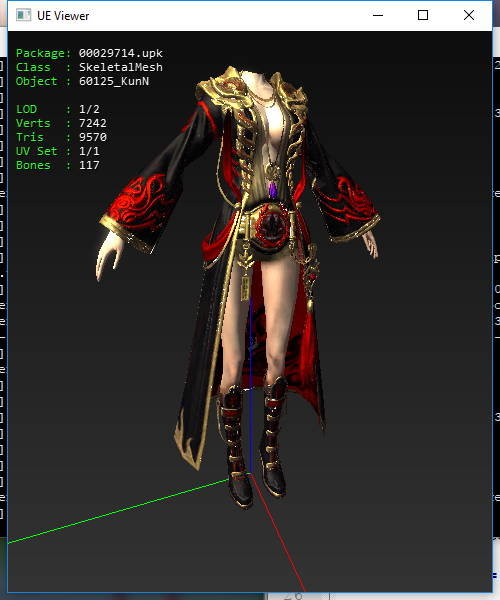 UE Viewer
Package: 00029714.upk
Class : SkeletalMesh
Object : 60125_KunN
LOD : 1/2
Verts : 7242
Tris : 9570
UV Set : 1/1
Bones : 117
26